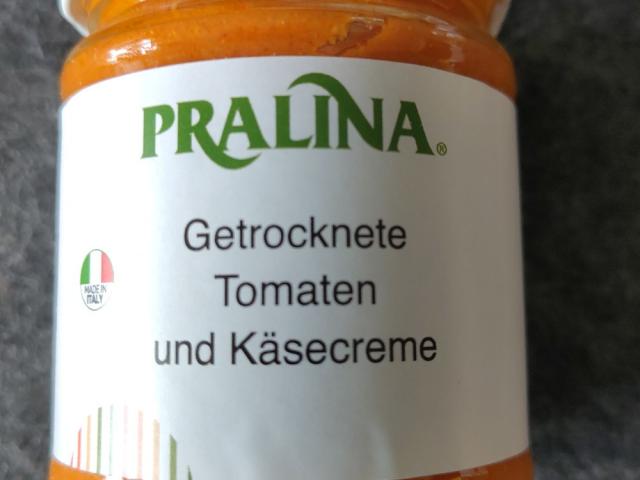 PRALINA®
Getrocknete
Tomaten
und Käsecreme
MADE IN
ITALY